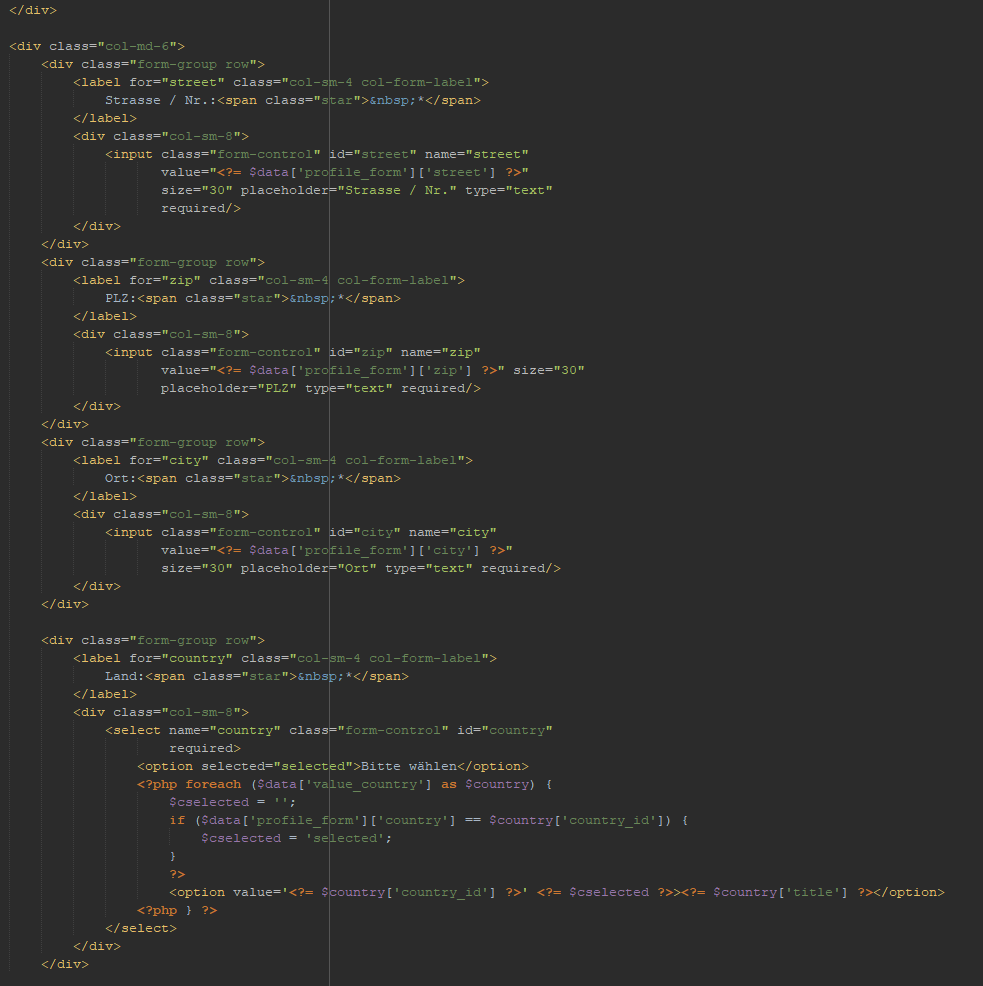 </div>
<div class="col-md-6">
<div class="form-group row">
<label for="street" class="col-sm-4 col-form-label">
Strasse / Nr.:<span class="star">&nbsp;*</span>
</label>
<div class="col-sm-8">
<input class="form-control" id="street" name="street"
value="<?= $data['profile_form']['street'] ?>"
size="30" placeholder="Strasse / Nr." type="text"
required/>
</div>
</div>
<div class="form-group row">
<label for="zip" class="col-sm-4 col-form-label">
PLZ:<span class="star">&nbsp;*</span>
</label>
<div class="col-sm-8">
<input class="form-control" id="zip" name="zip"
value="<?= $data['profile_form']['zip'] ?>" size="30"
placeholder="PLZ" type="text" required/>
</div>
</div>
<div class="form-group row">
<label for="city" class="col-sm-4 col-form-label">
Ort:<span class="star">&nbsp;*</span>
</label>
<div class="col-sm-8">
<input class="form-control" id="city" name="city"
value="<?= $data['profile_form']['city'] ?>"
size="30" placeholder="Ort" type="text" required/>
</div>
</div>
<div class="form-group row">
<label for="country" class="col-sm-4 col-form-label">
Land:<span class="star">&nbsp;*</span>
</label>
<div class="col-sm-8">
<select name="country" class="form-control" id="country"
required>
<option selected="selected">Bitte wählen</option>
<?php foreach ($data['value_country'] as $country) {
$cselected = '';
if ($data['profile_form']['country'] == $country['country_id']) {
$cselected = 'selected';
}
?>
<option value='<?= $country['country_id'] ?>' <?= $cselected ?>><?= $country['title'] ?></option>
<?php } ?>
</select>
</div>
</div>